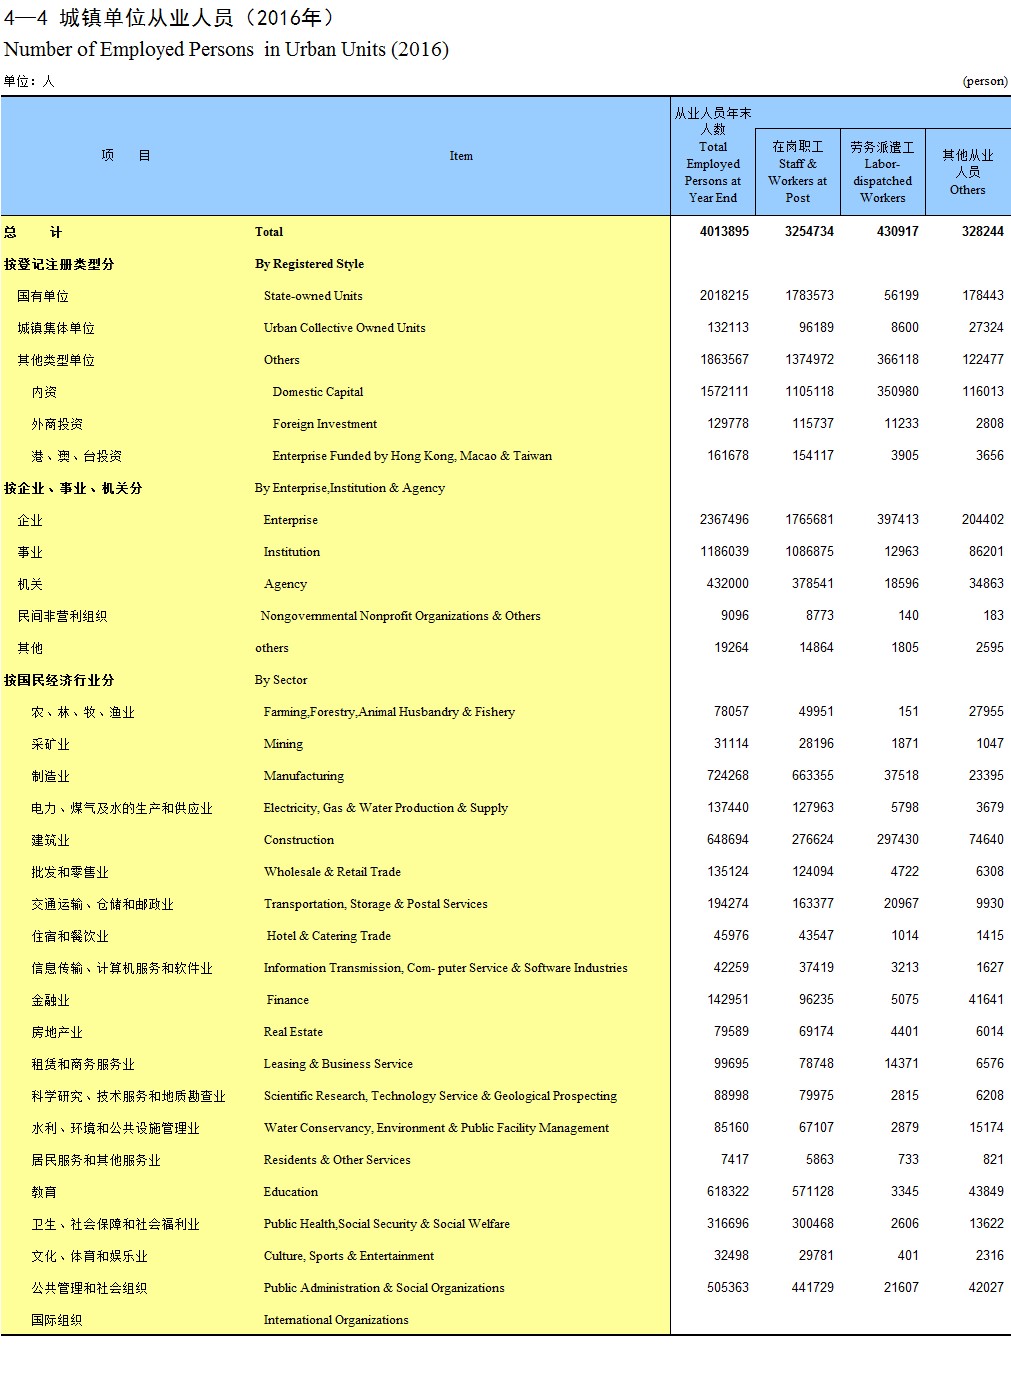 4—4 城镇单位从业人员（2016年）
Number of Employed Persons in Urban Units (2016)
单位：人 (person)
项 目 Item 从业人员年末人数 Total Employed Persons at Year End 在岗职工 Staff & Workers at Post 劳务派遣工 Labor-dispatched Workers 其他从业人员 Others
总 计 Total 4013895 3254734 430917 328244
按登记注册类型分 By Registered Style
国有单位 State-owned Units 2018215 1783573 56199 178443
城镇集体单位 Urban Collective Owned Units 132113 96189 8600 27324
其他类型单位 Others 1863567 1374972 366118 122477
内资 Domestic Capital 1572111 1105118 350980 116013
外商投资 Foreign Investment 129778 115737 11233 2808
港、澳、台投资 Enterprise Funded by Hong Kong, Macao & Taiwan 161678 154117 3905 3656
按企业、事业、机关分 By Enterprise,Institution & Agency
企业 Enterprise 2367496 1765681 397413 204402
事业 Institution 1186039 1086875 12963 86201
机关 Agency 432000 378541 18596 34863
民间非营利组织 Nongovernmental Nonprofit Organizations & Others 9096 8773 140 183
其他 others 19264 14864 1805 2595
按国民经济行业分 By Sector
农、林、牧、渔业 Farming,Forestry,Animal Husbandry & Fishery 78057 49951 151 27955
采矿业 Mining 31114 28196 1871 1047
制造业 Manufacturing 724268 663355 37518 23395
电力、煤气及水的生产和供应业 Electricity, Gas & Water Production & Supply 137440 127963 5798 3679
建筑业 Construction 648694 276624 297430 74640
批发和零售业 Wholesale & Retail Trade 135124 124094 4722 6308
交通运输、仓储和邮政业 Transportation, Storage & Postal Services 194274 163377 20967 9930
住宿和餐饮业 Hotel & Catering Trade 45976 43547 1014 1415
信息传输、计算机服务和软件业 Information Transmission, Com- puter Service & Software Industries 42259 37419 3213 1627
金融业 Finance 142951 96235 5075 41641
房地产业 Real Estate 79589 69174 4401 6014
租赁和商务服务业 Leasing & Business Service 99695 78748 14371 6576
科学研究、技术服务和地质勘查业 Scientific Research, Technology Service & Geological Prospecting 88998 79975 2815 6208
水利、环境和公共设施管理业 Water Conservancy, Environment & Public Facility Management 85160 67107 2879 15174
居民服务和其他服务业 Residents & Other Services 7417 5863 733 821
教育 Education 618322 571128 3345 43849
卫生、社会保障和社会福利业 Public Health,Social Security & Social Welfare 316696 300468 2606 13622
文化、体育和娱乐业 Culture, Sports & Entertainment 32498 29781 401 2316
公共管理和社会组织 Public Administration & Social Organizations 505363 441729 21607 42027
国际组织 International Organizations